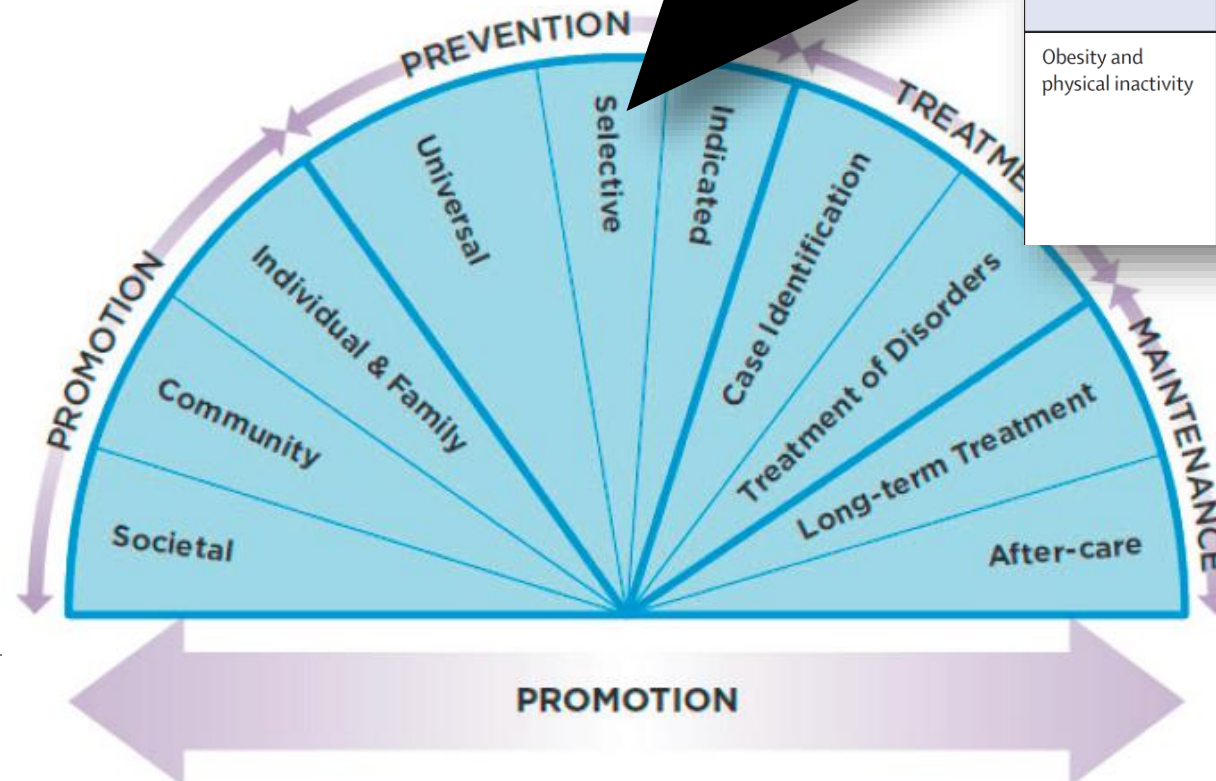 PREVENTION
Obesity and
physical inactivity
TREATME
PROMOTION
MAINTENANCE
Societal
Community
Individual & Family
Universal
Selective
Indicated
Case Identification
Treatment of Disorders
Long-term Treatment
After-care
PROMOTION